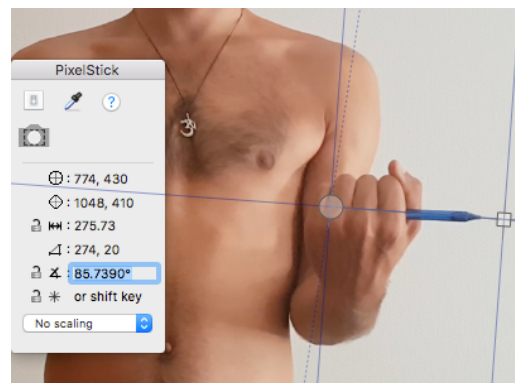 PixelStick
?
: 774, 430
: 1048, 410
: 275.73
: 274, 20
: 85.7390°
or shift key
No scaling